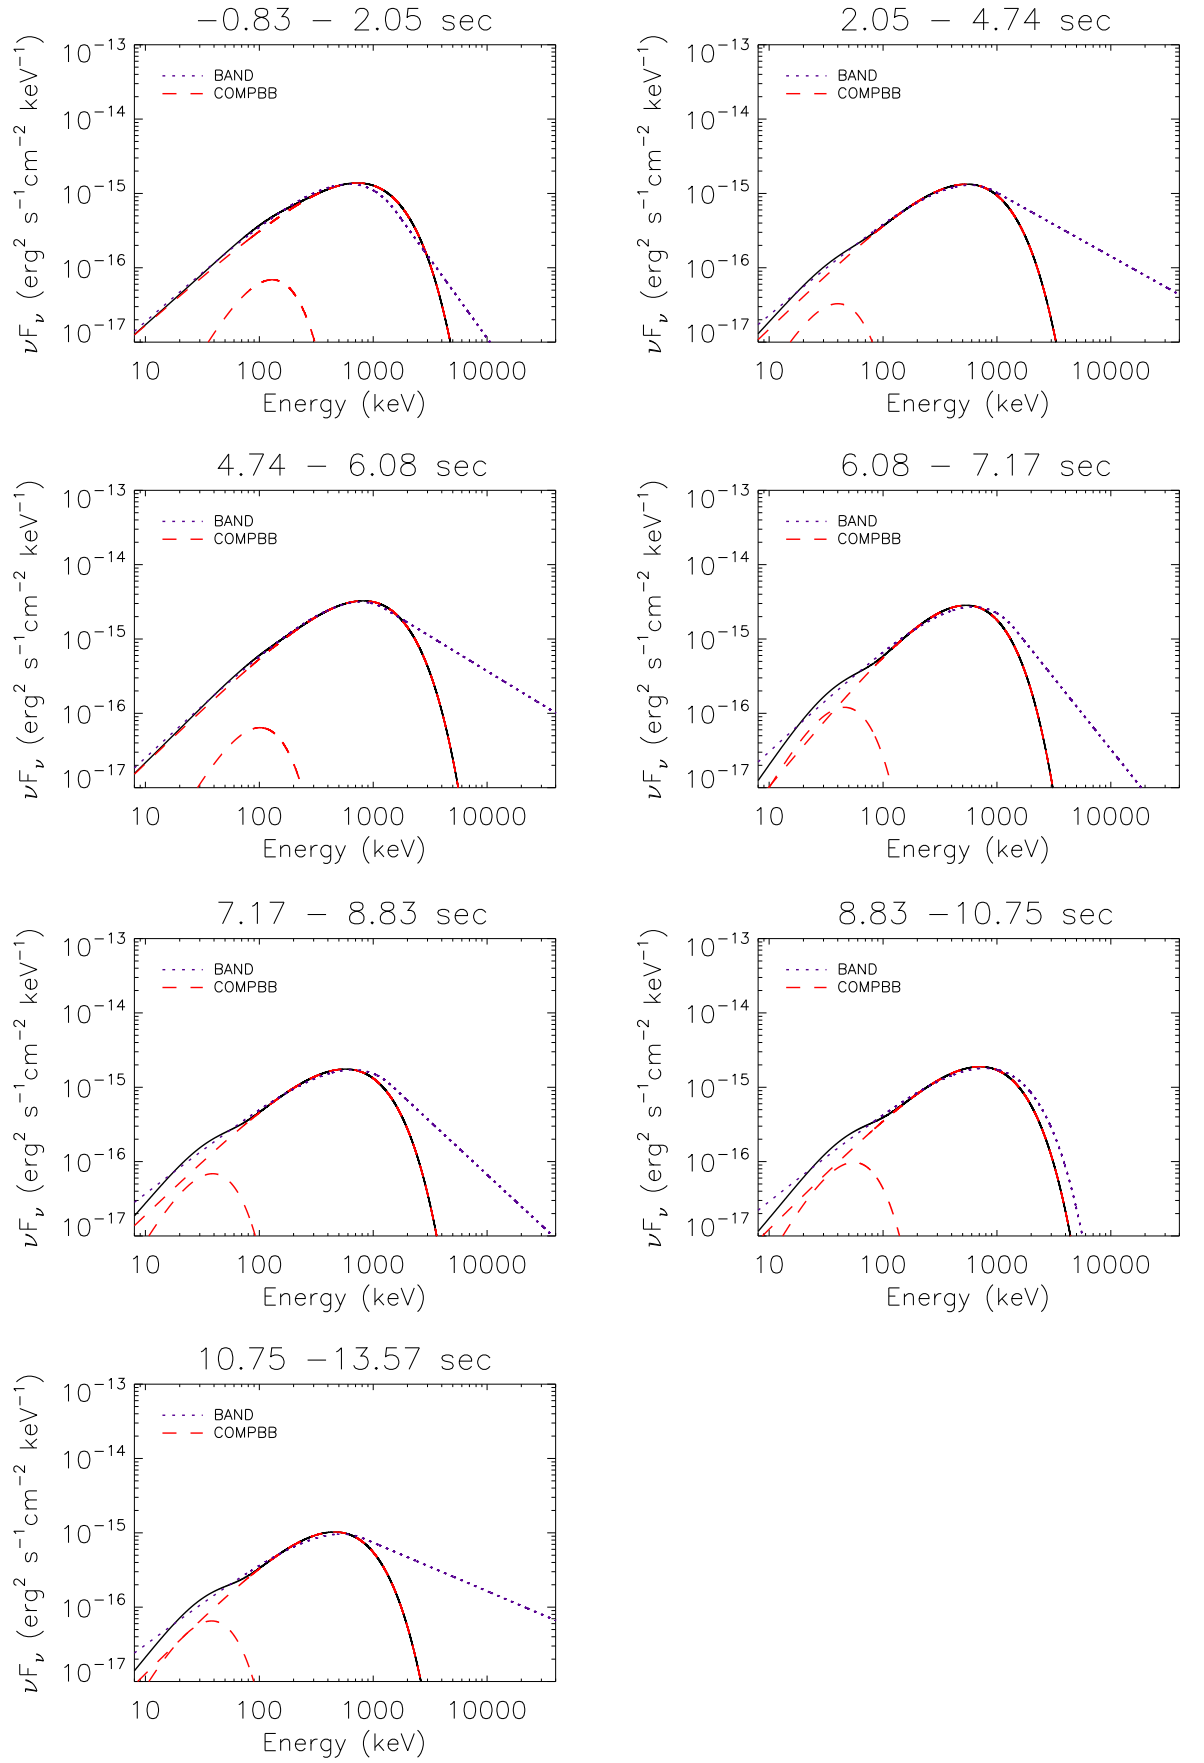 −0.83 − 2.05 sec
νFν (erg² s⁻¹cm⁻² keV⁻¹)
10⁻¹³
10⁻¹⁴
10⁻¹⁵
10⁻¹⁶
10⁻¹⁷
BAND
COMPBB
10 100 1000 10000
Energy (keV)
2.05 − 4.74 sec
νFν (erg² s⁻¹cm⁻² keV⁻¹)
10⁻¹³
10⁻¹⁴
10⁻¹⁵
10⁻¹⁶
10⁻¹⁷
BAND
COMPBB
10 100 1000 10000
Energy (keV)
4.74 − 6.08 sec
νFν (erg² s⁻¹cm⁻² keV⁻¹)
10⁻¹³
10⁻¹⁴
10⁻¹⁵
10⁻¹⁶
10⁻¹⁷
BAND
COMPBB
10 100 1000 10000
Energy (keV)
6.08 − 7.17 sec
νFν (erg² s⁻¹cm⁻² keV⁻¹)
10⁻¹³
10⁻¹⁴
10⁻¹⁵
10⁻¹⁶
10⁻¹⁷
BAND
COMPBB
10 100 1000 10000
Energy (keV)
7.17 − 8.83 sec
νFν (erg² s⁻¹cm⁻² keV⁻¹)
10⁻¹³
10⁻¹⁴
10⁻¹⁵
10⁻¹⁶
10⁻¹⁷
BAND
COMPBB
10 100 1000 10000
Energy (keV)
8.83 −10.75 sec
νFν (erg² s⁻¹cm⁻² keV⁻¹)
10⁻¹³
10⁻¹⁴
10⁻¹⁵
10⁻¹⁶
10⁻¹⁷
BAND
COMPBB
10 100 1000 10000
Energy (keV)
10.75 −13.57 sec
νFν (erg² s⁻¹cm⁻² keV⁻¹)
10⁻¹³
10⁻¹⁴
10⁻¹⁵
10⁻¹⁶
10⁻¹⁷
BAND
COMPBB
10 100 1000 10000
Energy (keV)